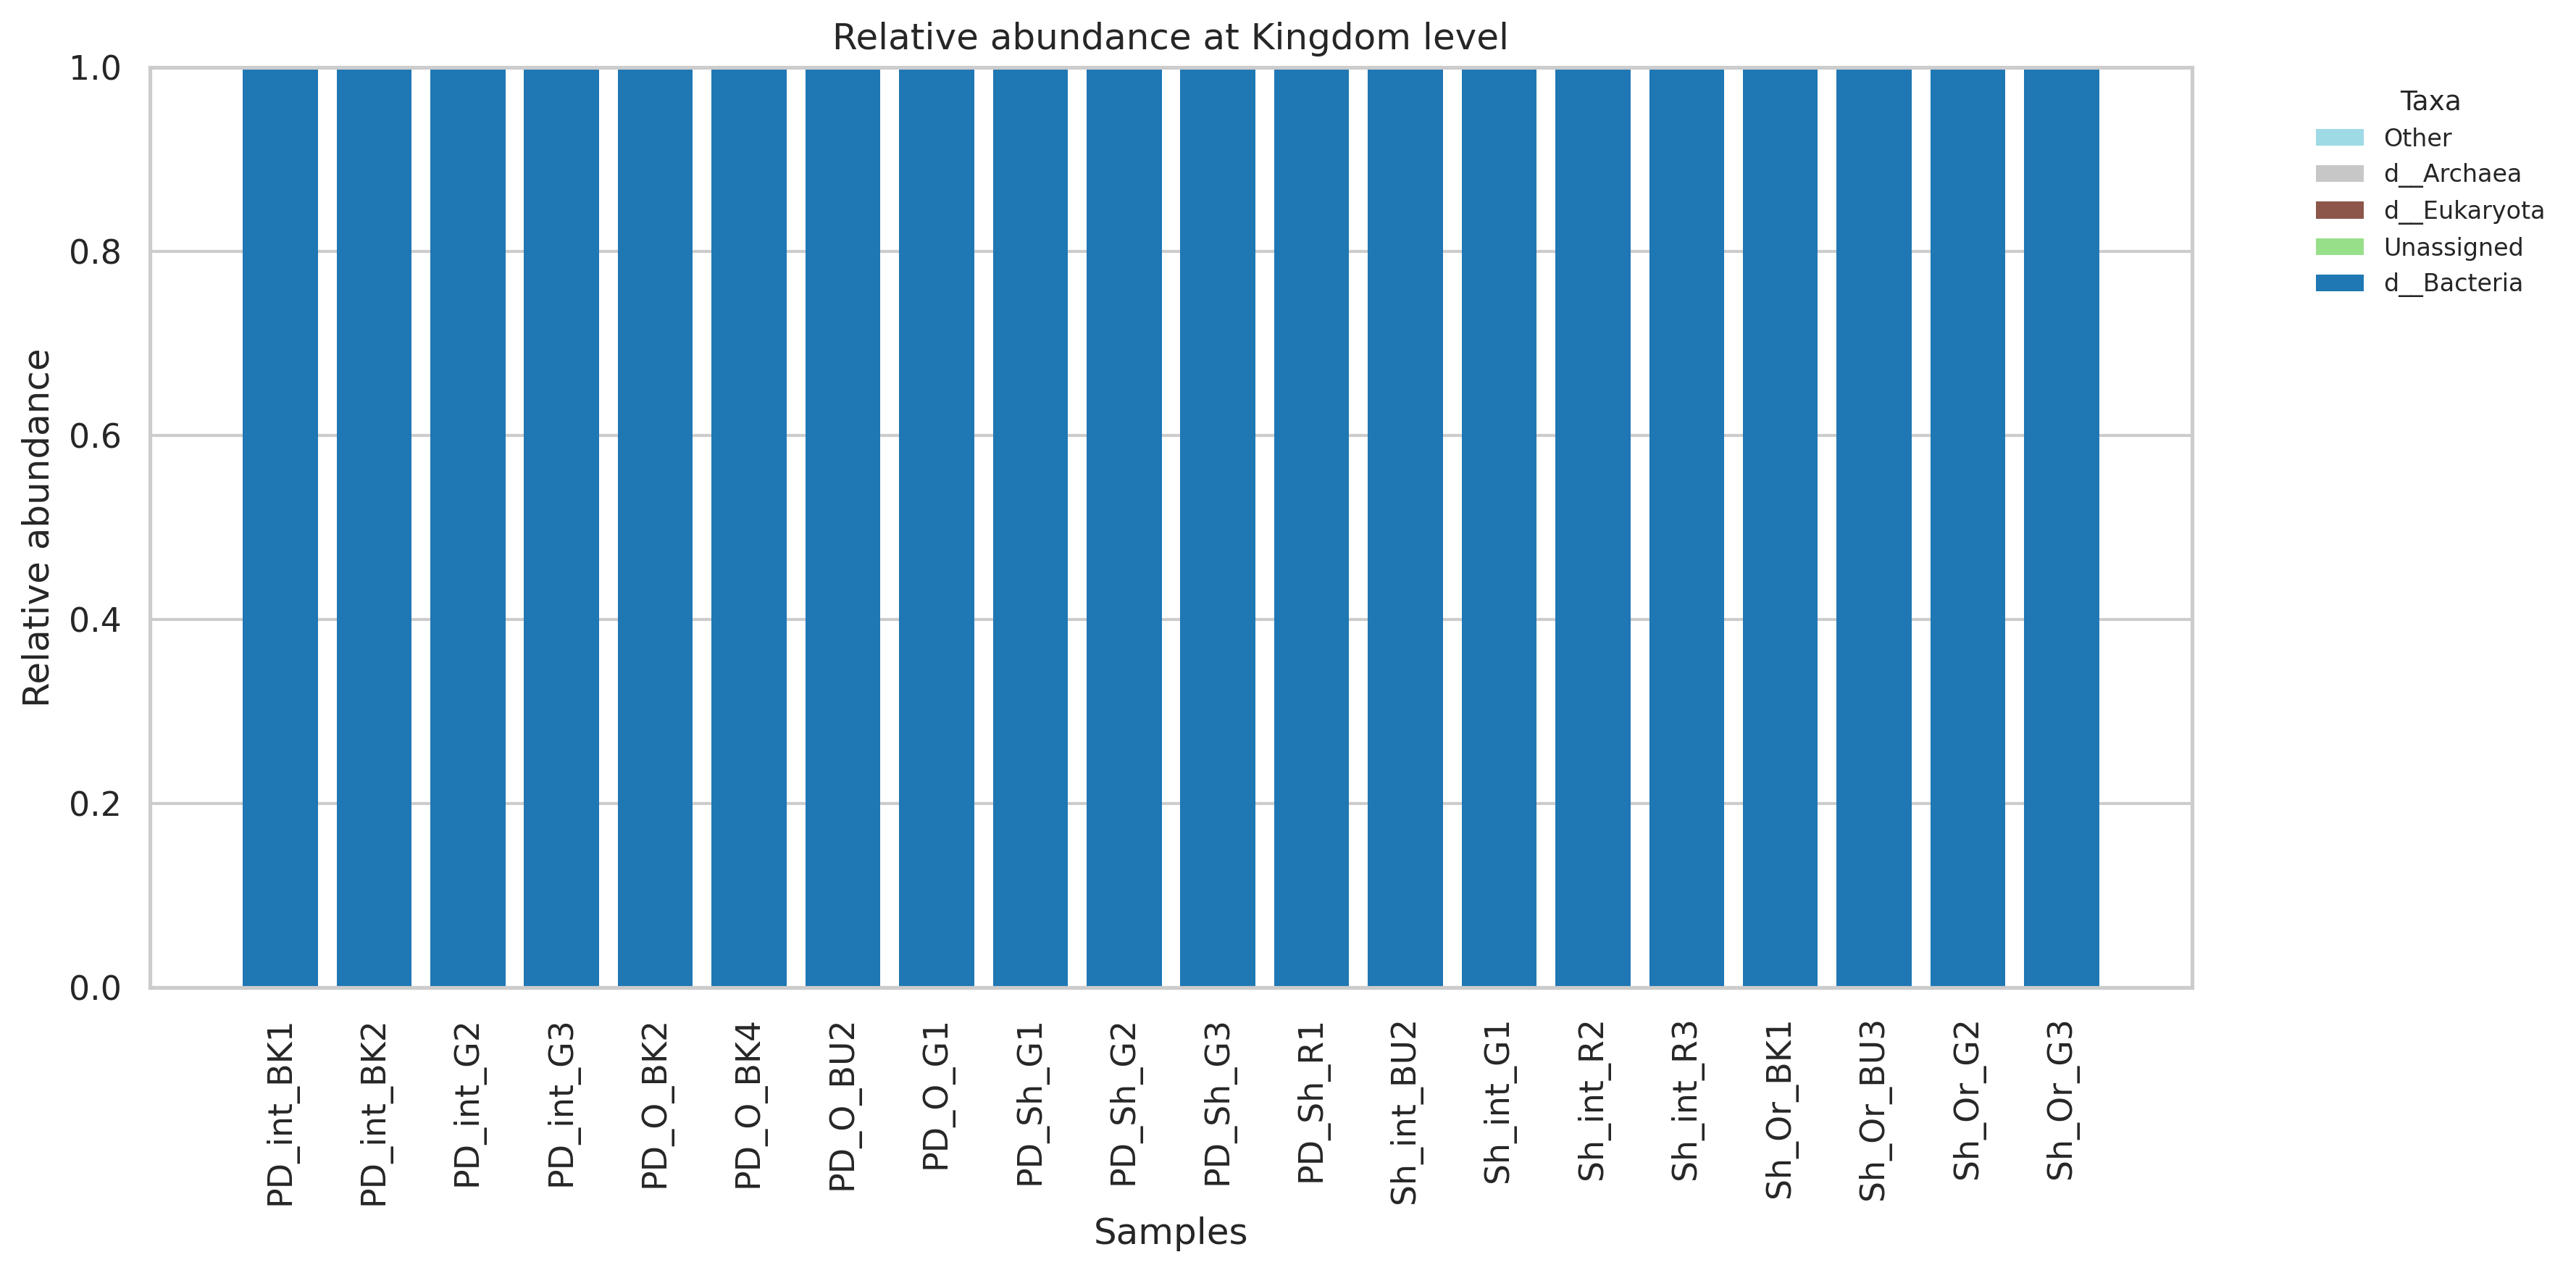 Relative abundance at Kingdom level
Relative abundance
1.0
0.8
0.6
0.4
0.2
0.0
PD_int_BK1
PD_int_BK2
PD_int_G2
PD_int_G3
PD_O_BK2
PD_O_BK4
PD_O_BU2
PD_O_G1
PD_Sh_G1
PD_Sh_G2
PD_Sh_G3
PD_Sh_R1
Sh_int_BU2
Sh_int_G1
Sh_int_R2
Sh_int_R3
Sh_Or_BK1
Sh_Or_BU3
Sh_Or_G2
Sh_Or_G3
Samples
Taxa
Other
d__Archaea
d__Eukaryota
Unassigned
d__Bacteria